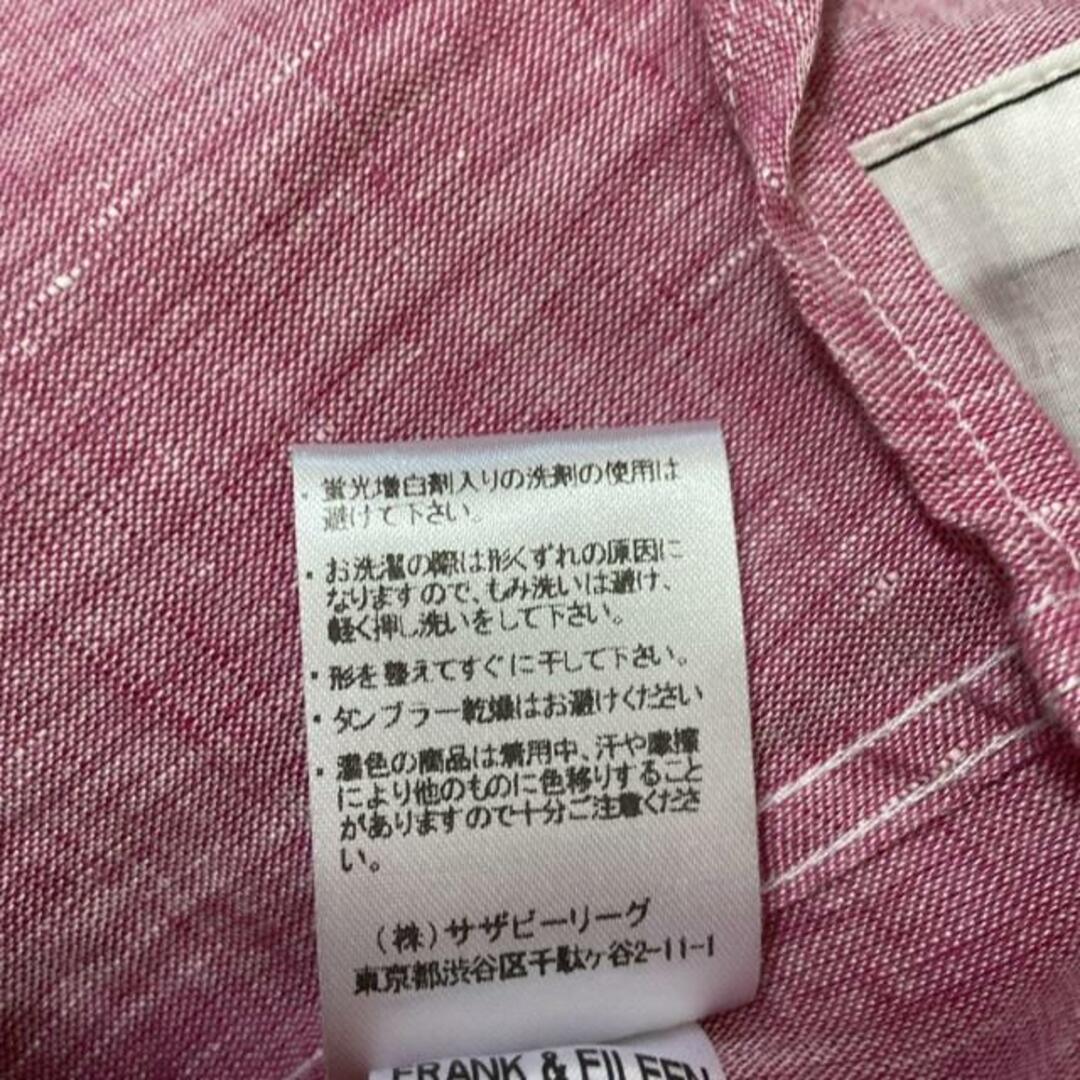 ・蛍光増白剤入りの洗剤の使用は
避けて下さい。
・お洗濯の際は形くずれの原因に
なりますので、もみ洗いは避け、
軽く押し洗いをして下さい。
・形を整えてすぐに干して下さい。
・タンブラー乾燥はお避けください
・濃色の商品は着用中、汗や摩擦
により他のものに色移りすること
がありますので十分ご注意くださ
い。
(株)サザビーリーグ
東京都渋谷区千駄ヶ谷2-11-1
FRANK & EILEEN